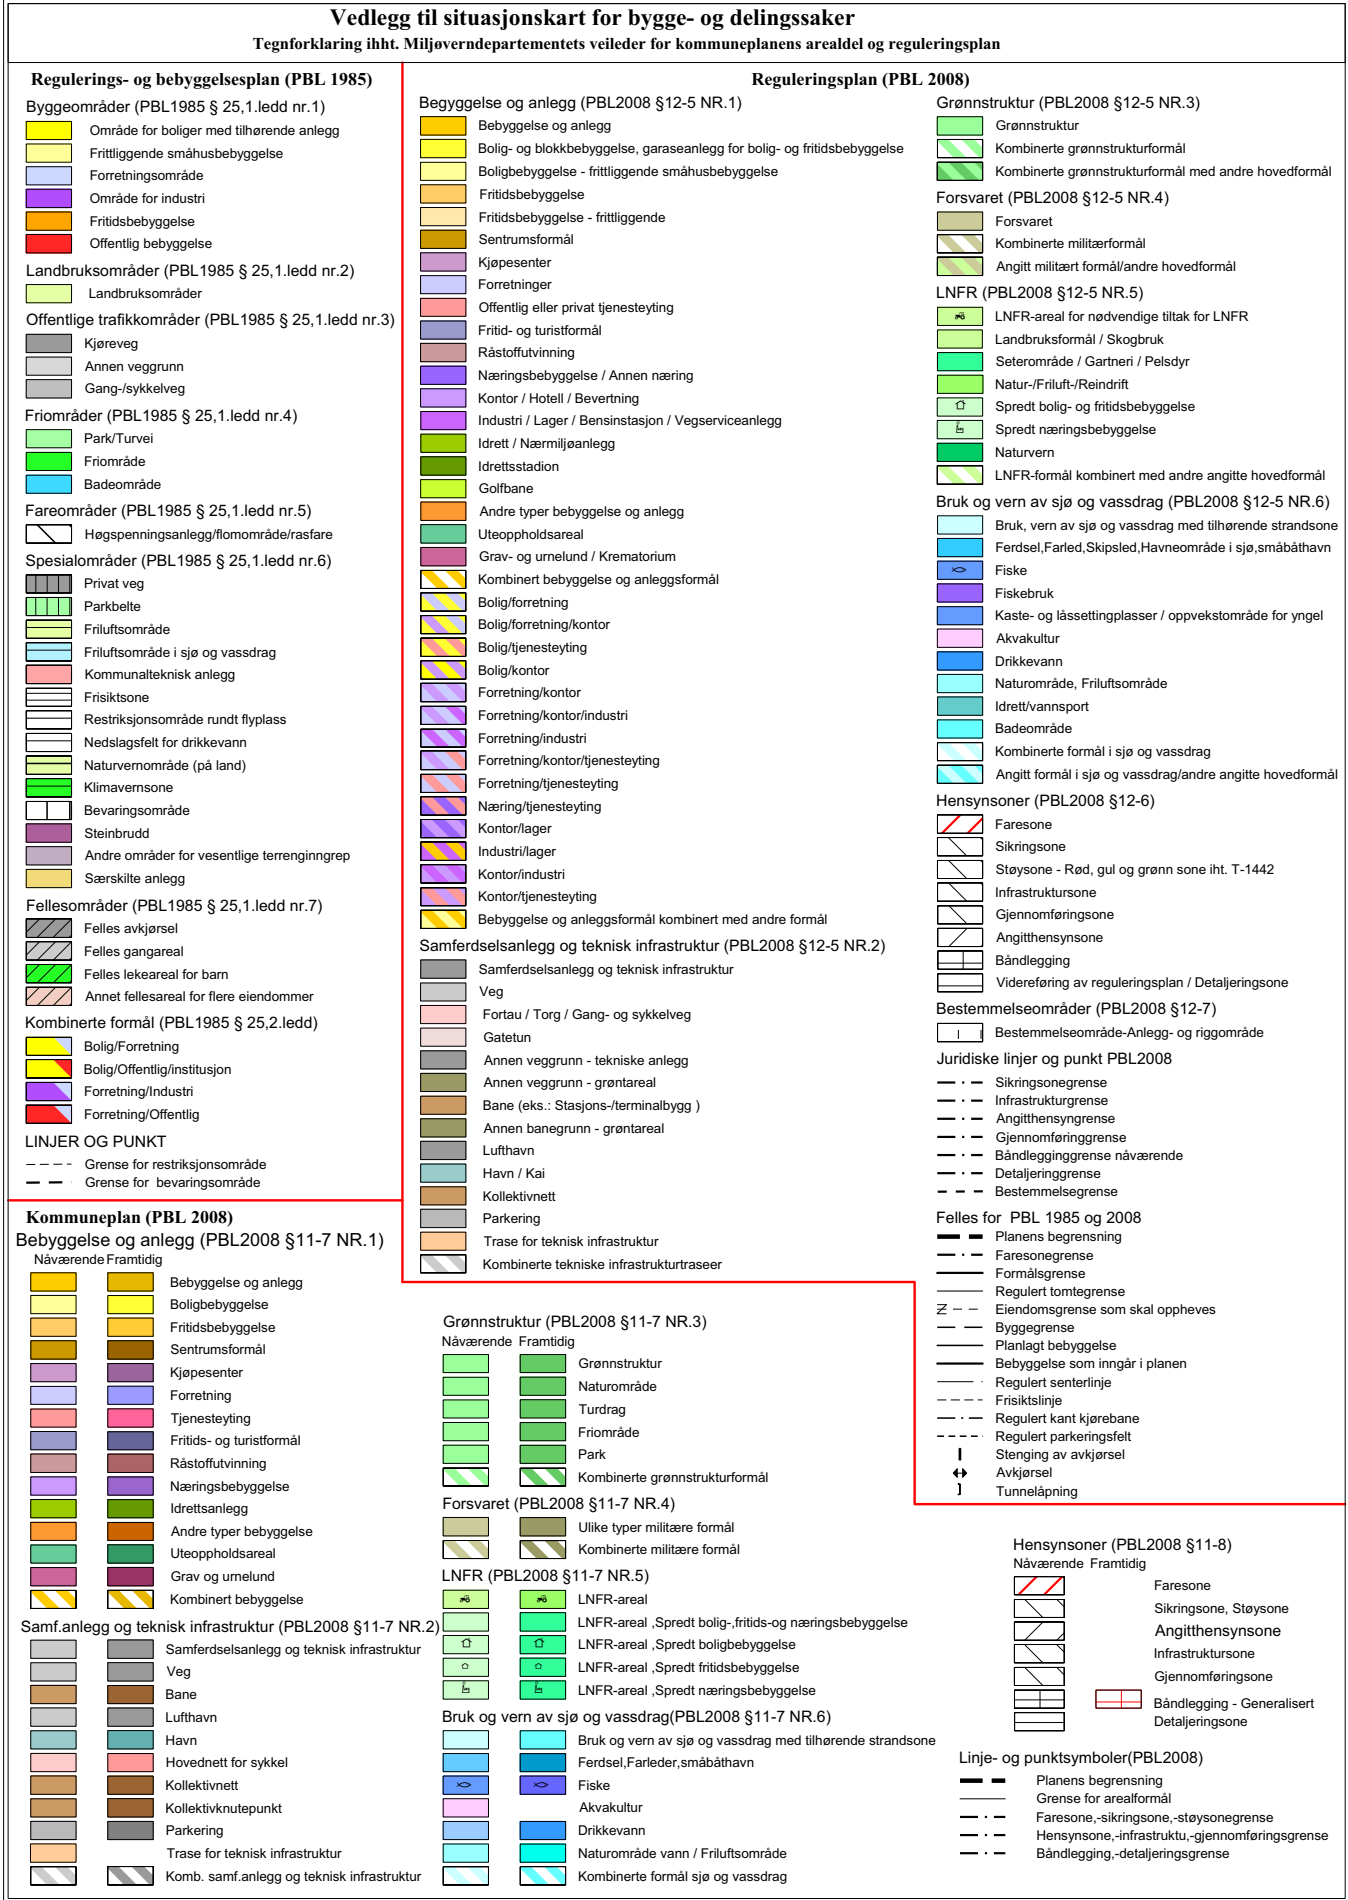 Vedlegg til situasjonskart for bygge- og delingssaker
Tegnforklaring ihht. Miljøverndepartementets veileder for kommuneplanens arealdel og reguleringsplan
Regulerings- og bebyggelsesplan (PBL 1985)
Byggeområder (PBL1985 § 25,1.ledd nr.1)
Område for boliger med tilhørende anlegg
Frittliggende småhusbebyggelse
Forretningsområde
Område for industri
Fritidsbebyggelse
Offentlig bebyggelse
Landbruksområder (PBL1985 § 25,1.ledd nr.2)
Landbruksområder
Offentlige trafikkområder (PBL1985 § 25,1.ledd nr.3)
Kjøreveg
Annen veggrunn
Gang-/sykkelveg
Friområder (PBL1985 § 25,1.ledd nr.4)
Park/Turvei
Friområde
Badeområde
Fareområder (PBL1985 § 25,1.ledd nr.5)
Høgspenningsanlegg/flomområde/rasfare
Spesialområder (PBL1985 § 25,1.ledd nr.6)
Privat veg
Parkbelte
Friluftsområde
Friluftsområde i sjø og vassdrag
Kommunalteknisk anlegg
Frisiktsone
Restriksjonsområde rundt flyplass
Nedslagsfelt for drikkevann
Naturvernområde (på land)
Klimavernsone
Bevaringsområde
Steinbrudd
Andre områder for vesentlige terrenginngrep
Særskilte anlegg
Fellesområder (PBL1985 § 25,1.ledd nr.7)
Felles avkjørsel
Felles gangareal
Felles lekeareal for barn
Annet fellesareal for flere eiendommer
Kombinerte formål (PBL1985 § 25,2.ledd)
Bolig/Forretning
Bolig/Offentlig/institusjon
Forretning/Industri
Forretning/Offentlig
LINJER OG PUNKT
Grense for restriksjonsområde
Grense for bevaringsområde
Reguleringsplan (PBL 2008)
Begyggelse og anlegg (PBL2008 §12-5 NR.1)
Bebyggelse og anlegg
Bolig- og blokkbebyggelse, garaseanlegg for bolig- og fritidsbebyggelse
Boligbebyggelse - frittliggende småhusbebyggelse
Fritidsbebyggelse
Fritidsbebyggelse - frittliggende
Sentrumsformål
Kjøpesenter
Forretninger
Offentlig eller privat tjenesteyting
Fritid- og turistformål
Råstoffutvinning
Næringsbebyggelse / Annen næring
Kontor / Hotell / Bevertning
Industri / Lager / Bensinstasjon / Vegserviceanlegg
Idrett / Nærmiljøanlegg
Idrettsstadion
Golfbane
Andre typer bebyggelse og anlegg
Uteoppholdsareal
Grav- og urnelund / Krematorium
Kombinert bebyggelse og anleggsformål
Bolig/forretning
Bolig/forretning/kontor
Bolig/tjenesteyting
Bolig/kontor
Forretning/kontor
Forretning/kontor/industri
Forretning/industri
Forretning/kontor/tjenesteyting
Forretning/tjenesteyting
Næring/tjenesteyting
Kontor/lager
Industri/lager
Kontor/industri
Kontor/tjenesteyting
Bebyggelse og anleggsformål kombinert med andre formål
Samferdselsanlegg og teknisk infrastruktur (PBL2008 §12-5 NR.2)
Samferdselsanlegg og teknisk infrastruktur
Veg
Fortau / Torg / Gang- og sykkelveg
Gatetun
Annen veggrunn - tekniske anlegg
Annen veggrunn - grøntareal
Bane (eks.: Stasjons-/terminalbygg )
Annen banegrunn - grøntareal
Lufthavn
Havn / Kai
Kollektivnett
Parkering
Trase for teknisk infrastruktur
Kombinerte tekniske infrastrukturtraseer
Grønnstruktur (PBL2008 §12-5 NR.3)
Grønnstruktur
Kombinerte grønnstrukturformål
Kombinerte grønnstrukturformål med andre hovedformål
Forsvaret (PBL2008 §12-5 NR.4)
Forsvaret
Kombinerte militærformål
Angitt militært formål/andre hovedformål
LNFR (PBL2008 §12-5 NR.5)
LNFR-areal for nødvendige tiltak for LNFR
Landbruksformål / Skogbruk
Seterområde / Gartneri / Pelsdyr
Natur-/Friluft-/Reindrift
Spredt bolig- og fritidsbebyggelse
Spredt næringsbebyggelse
Naturvern
LNFR-formål kombinert med andre angitte hovedformål
Bruk og vern av sjø og vassdrag (PBL2008 §12-5 NR.6)
Bruk, vern av sjø og vassdrag med tilhørende strandsone
Ferdsel,Farled,Skipsled,Havneområde i sjø,småbåthavn
Fiske
Fiskebruk
Kaste- og låssettingplasser / oppvekstområde for yngel
Akvakultur
Drikkevann
Naturområde, Friluftsområde
Idrett/vannsport
Badeområde
Kombinerte formål i sjø og vassdrag
Angitt formål i sjø og vassdrag/andre angitte hovedformål
Hensynsoner (PBL2008 §12-6)
Faresone
Sikringsone
Støysone - Rød, gul og grønn sone iht. T-1442
Infrastruktursone
Gjennomføringsone
Angitthensynsone
Båndlegging
Videreføring av reguleringsplan / Detaljeringsone
Bestemmelseområder (PBL2008 §12-7)
Bestemmelseområde-Anlegg- og riggområde
Juridiske linjer og punkt PBL2008
Sikringsonegrense
Infrastrukturgrense
Angitthensyngrense
Gjennomføringgrense
Båndlegginggrense nåværende
Detaljeringgrense
Bestemmelsegrense
Felles for PBL 1985 og 2008
Planens begrensning
Faresonegrense
Formålsgrense
Regulert tomtegrense
Eiendomsgrense som skal oppheves
Byggegrense
Planlagt bebyggelse
Bebyggelse som inngår i planen
Regulert senterlinje
Frisiktslinje
Regulert kant kjørebane
Regulert parkeringsfelt
Stenging av avkjørsel
Avkjørsel
Tunnelåpning
Kommuneplan (PBL 2008)
Bebyggelse og anlegg (PBL2008 §11-7 NR.1)
Nåværende Framtidig
Bebyggelse og anlegg
Boligbebyggelse
Fritidsbebyggelse
Sentrumsformål
Kjøpesenter
Forretning
Tjenesteyting
Fritids- og turistformål
Råstoffutvinning
Næringsbebyggelse
Idrettsanlegg
Andre typer bebyggelse
Uteoppholdsareal
Grav og urnelund
Kombinert bebyggelse
Samf.anlegg og teknisk infrastruktur (PBL2008 §11-7 NR.2)
Samferdselsanlegg og teknisk infrastruktur
Veg
Bane
Lufthavn
Havn
Hovednett for sykkel
Kollektivnett
Kollektivknutepunkt
Parkering
Trase for teknisk infrastruktur
Komb. samf.anlegg og teknisk infrastruktur
Grønnstruktur (PBL2008 §11-7 NR.3)
Nåværende Framtidig
Grønnstruktur
Naturområde
Turdrag
Friområde
Park
Kombinerte grønnstrukturformål
Forsvaret (PBL2008 §11-7 NR.4)
Ulike typer militære formål
Kombinerte militære formål
LNFR (PBL2008 §11-7 NR.5)
LNFR-areal
LNFR-areal ,Spredt bolig-,fritids-og næringsbebyggelse
LNFR-areal ,Spredt boligbebyggelse
LNFR-areal ,Spredt fritidsbebyggelse
LNFR-areal ,Spredt næringsbebyggelse
Bruk og vern av sjø og vassdrag(PBL2008 §11-7 NR.6)
Bruk og vern av sjø og vassdrag med tilhørende strandsone
Ferdsel,Farleder,småbåthavn
Fiske
Akvakultur
Drikkevann
Naturområde vann / Friluftsområde
Kombinerte formål sjø og vassdrag
Hensynsoner (PBL2008 §11-8)
Nåværende Framtidig
Faresone
Sikringsone, Støysone
Angitthensynsone
Infrastruktursone
Gjennomføringsone
Båndlegging - Generalisert
Detaljeringsone
Linje- og punktsymboler(PBL2008)
Planens begrensning
Grense for arealformål
Faresone,-sikringsone,-støysonegrense
Hensynsone,-infrastruktu,-gjennomføringsgrense
Båndlegging,-detaljeringsgrense